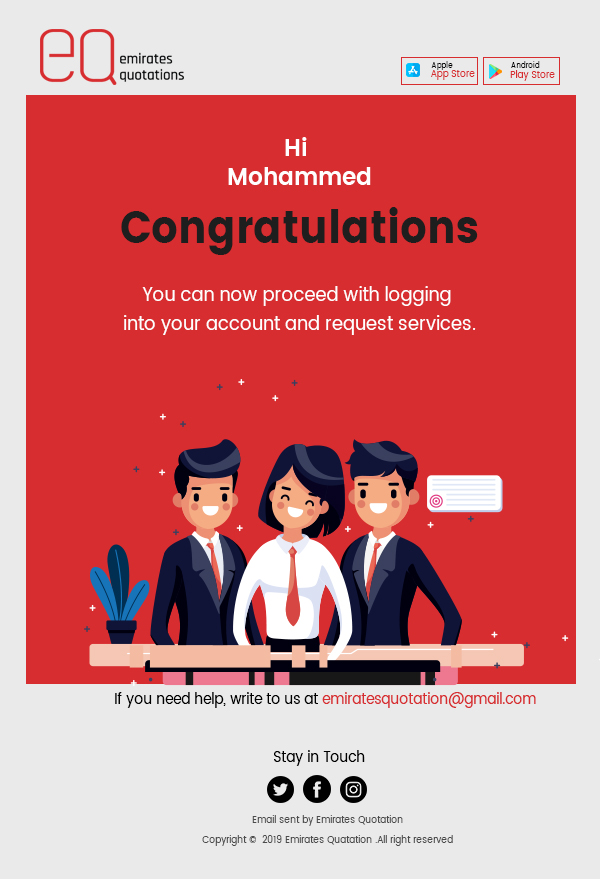 eq emirates
quotations
Apple
App Store
Android
Play Store
Hi
Mohammed
Congratulations
You can now proceed with logging
into your account and request services.
If you need help, write to us at emiratesquotation@gmail.com
Stay in Touch
Email sent by Emirates Quotation
Copyright © 2019 Emirates Quatation .All right reserved